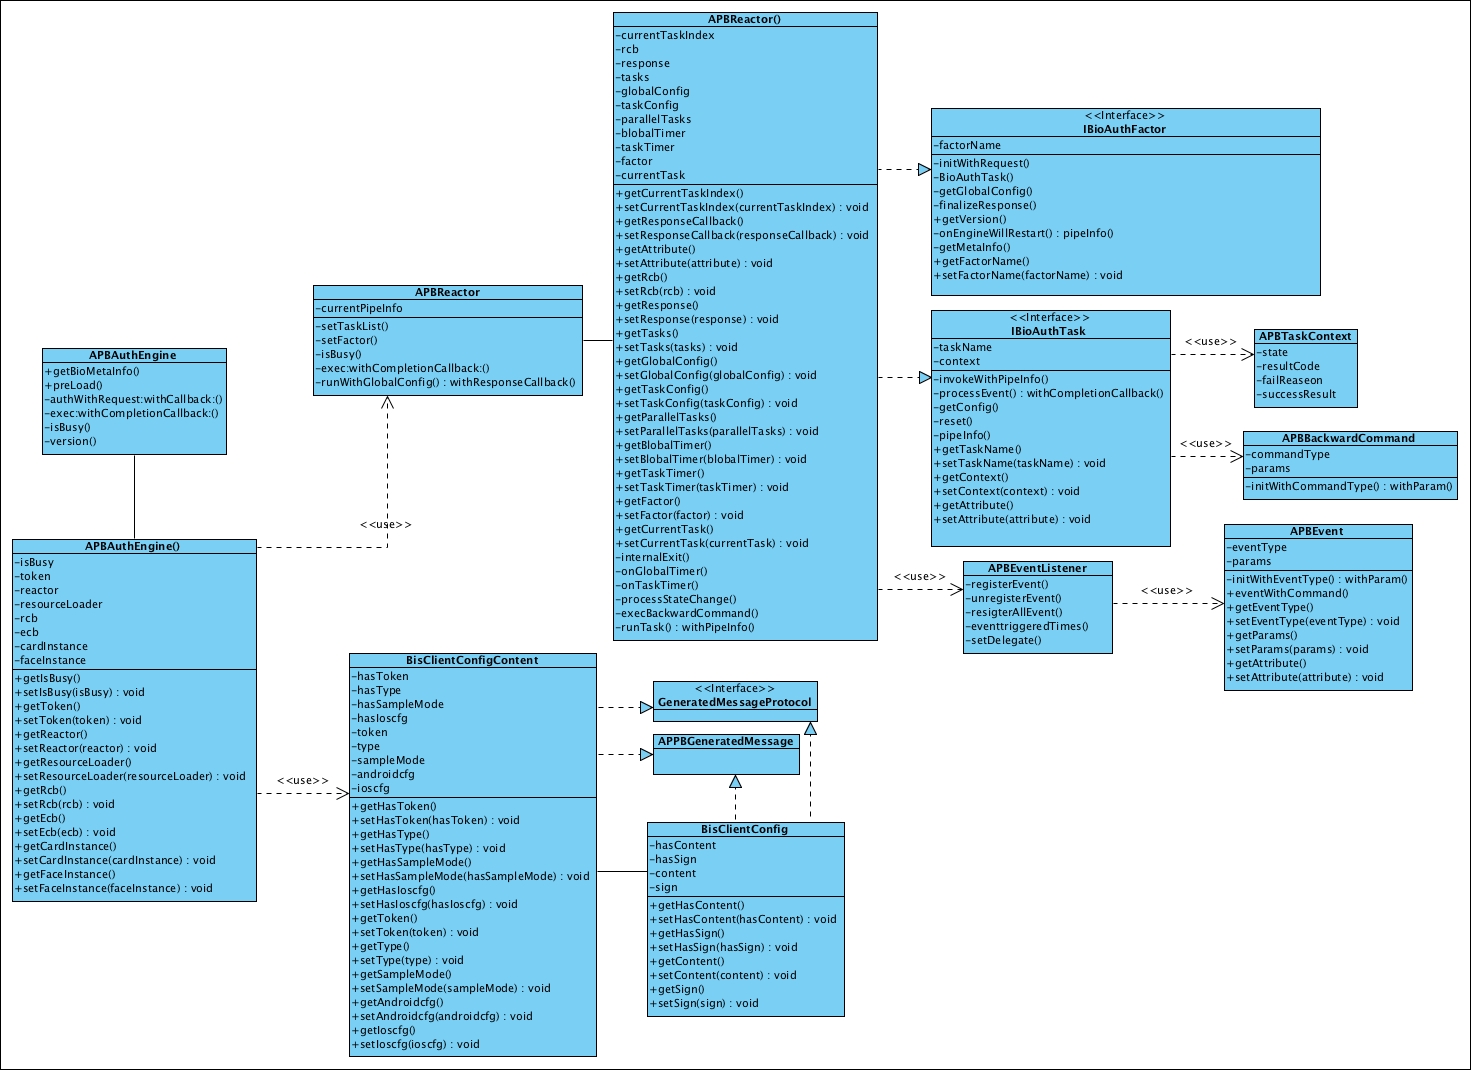 APBReactor()
-currentTaskIndex
-rcb
-response
-tasks
-globalConfig
-taskConfig
-parallelTasks
-blobalTimer
-taskTimer
-factor
-currentTask
+getCurrentTaskIndex()
+setCurrentTaskIndex(currentTaskIndex) : void
+getResponseCallback()
+setResponseCallback(responseCallback) : void
+getAttribute()
+setAttribute(attribute) : void
+getRcb()
+setRcb(rcb) : void
+getResponse()
+setResponse(response) : void
+getTasks()
+setTasks(tasks) : void
+getGlobalConfig()
+setGlobalConfig(globalConfig) : void
+getTaskConfig()
+setTaskConfig(taskConfig) : void
+getParallelTasks()
+setParallelTasks(parallelTasks) : void
+getBlobalTimer()
+setBlobalTimer(blobalTimer) : void
+getTaskTimer()
+setTaskTimer(taskTimer) : void
+getFactor()
+setFactor(factor) : void
+getCurrentTask()
+setCurrentTask(currentTask) : void
-internalExit()
-onGlobalTimer()
-onTaskTimer()
-processStateChange()
-execBackwardCommand()
-runTask() : withPipeInfo()
<<Interface>>
IBioAuthFactor
-factorName
-initWithRequest()
-BioAuthTask()
-getGlobalConfig()
-finalizeResponse()
+getVersion()
-onEngineWillRestart() : pipeInfo()
-getMetaInfo()
+getFactorName()
+setFactorName(factorName) : void
APBReactor
-currentPipeInfo
-setTaskList()
-setFactor()
-isBusy()
-exec:withCompletionCallback:()
-runWithGlobalConfig() : withResponseCallback()
<<Interface>>
IBioAuthTask
-taskName
-context
-invokeWithPipeInfo()
-processEvent() : withCompletionCallback()
-getConfig()
-reset()
-pipeInfo()
+getTaskName()
+setTaskName(taskName) : void
+getContext()
+setContext(context) : void
+getAttribute()
+setAttribute(attribute) : void
<<use>>
APBTaskContext
-state
-resultCode
-failReaseon
-successResult
APBAuthEngine
+getBioMetaInfo()
+preLoad()
-authWithRequest:withCallback:()
-exec:withCompletionCallback:()
-isBusy()
-version()
<<use>>
APBBackwardCommand
-commandType
-params
-initWithCommandType() : withParam()
<<use>>
APBEvent
-eventType
-params
-initWithEventType() : withParam()
+eventWithCommand()
+getEventType()
+setEventType(eventType) : void
+getParams()
+setParams(params) : void
+getAttribute()
+setAttribute(attribute) : void
APBAuthEngine()
-isBusy
-token
-reactor
-resourceLoader
-rcb
-ecb
-cardInstance
-faceInstance
+getIsBusy()
+setIsBusy(isBusy) : void
+getToken()
+setToken(token) : void
+getReactor()
+setReactor(reactor) : void
+getResourceLoader()
+setResourceLoader(resourceLoader) : void
+getRcb()
+setRcb(rcb) : void
+getEcb()
+setEcb(ecb) : void
+getCardInstance()
+setCardInstance(cardInstance) : void
+getFaceInstance()
+setFaceInstance(faceInstance) : void
<<use>>
APBEventListener
-registerEvent()
-unregisterEvent()
-resigterAllEvent()
-eventtriggeredTimes()
-setDelegate()
<<use>>
<<use>>
BisClientConfigContent
-hasToken
-hasType
-hasSampleMode
-hasIoscfg
-token
-type
-sampleMode
-androidcfg
-ioscfg
+getHasToken()
+setHasToken(hasToken) : void
+getHasType()
+setHasType(hasType) : void
+getHasSampleMode()
+setHasSampleMode(hasSampleMode) : void
+getHasIoscfg()
+setHasIoscfg(hasIoscfg) : void
+getToken()
+setToken(token) : void
+getType()
+setType(type) : void
+getSampleMode()
+setSampleMode(sampleMode) : void
+getAndroidcfg()
+setAndroidcfg(androidcfg) : void
+getIoscfg()
+setIoscfg(ioscfg) : void
<<Interface>>
GeneratedMessageProtocol
APPBGeneratedMessage
BisClientConfig
-hasContent
-hasSign
-content
-sign
+getHasContent()
+setHasContent(hasContent) : void
+getHasSign()
+setHasSign(hasSign) : void
+getContent()
+setContent(content) : void
+getSign()
+setSign(sign) : void